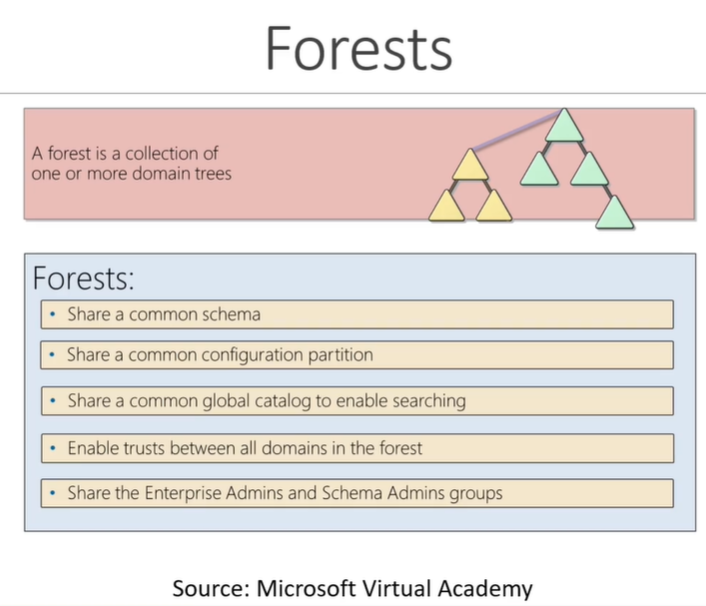 Forests
A forest is a collection of
one or more domain trees
Forests:
• Share a common schema
• Share a common configuration partition
• Share a common global catalog to enable searching
• Enable trusts between all domains in the forest
• Share the Enterprise Admins and Schema Admins groups
Source: Microsoft Virtual Academy